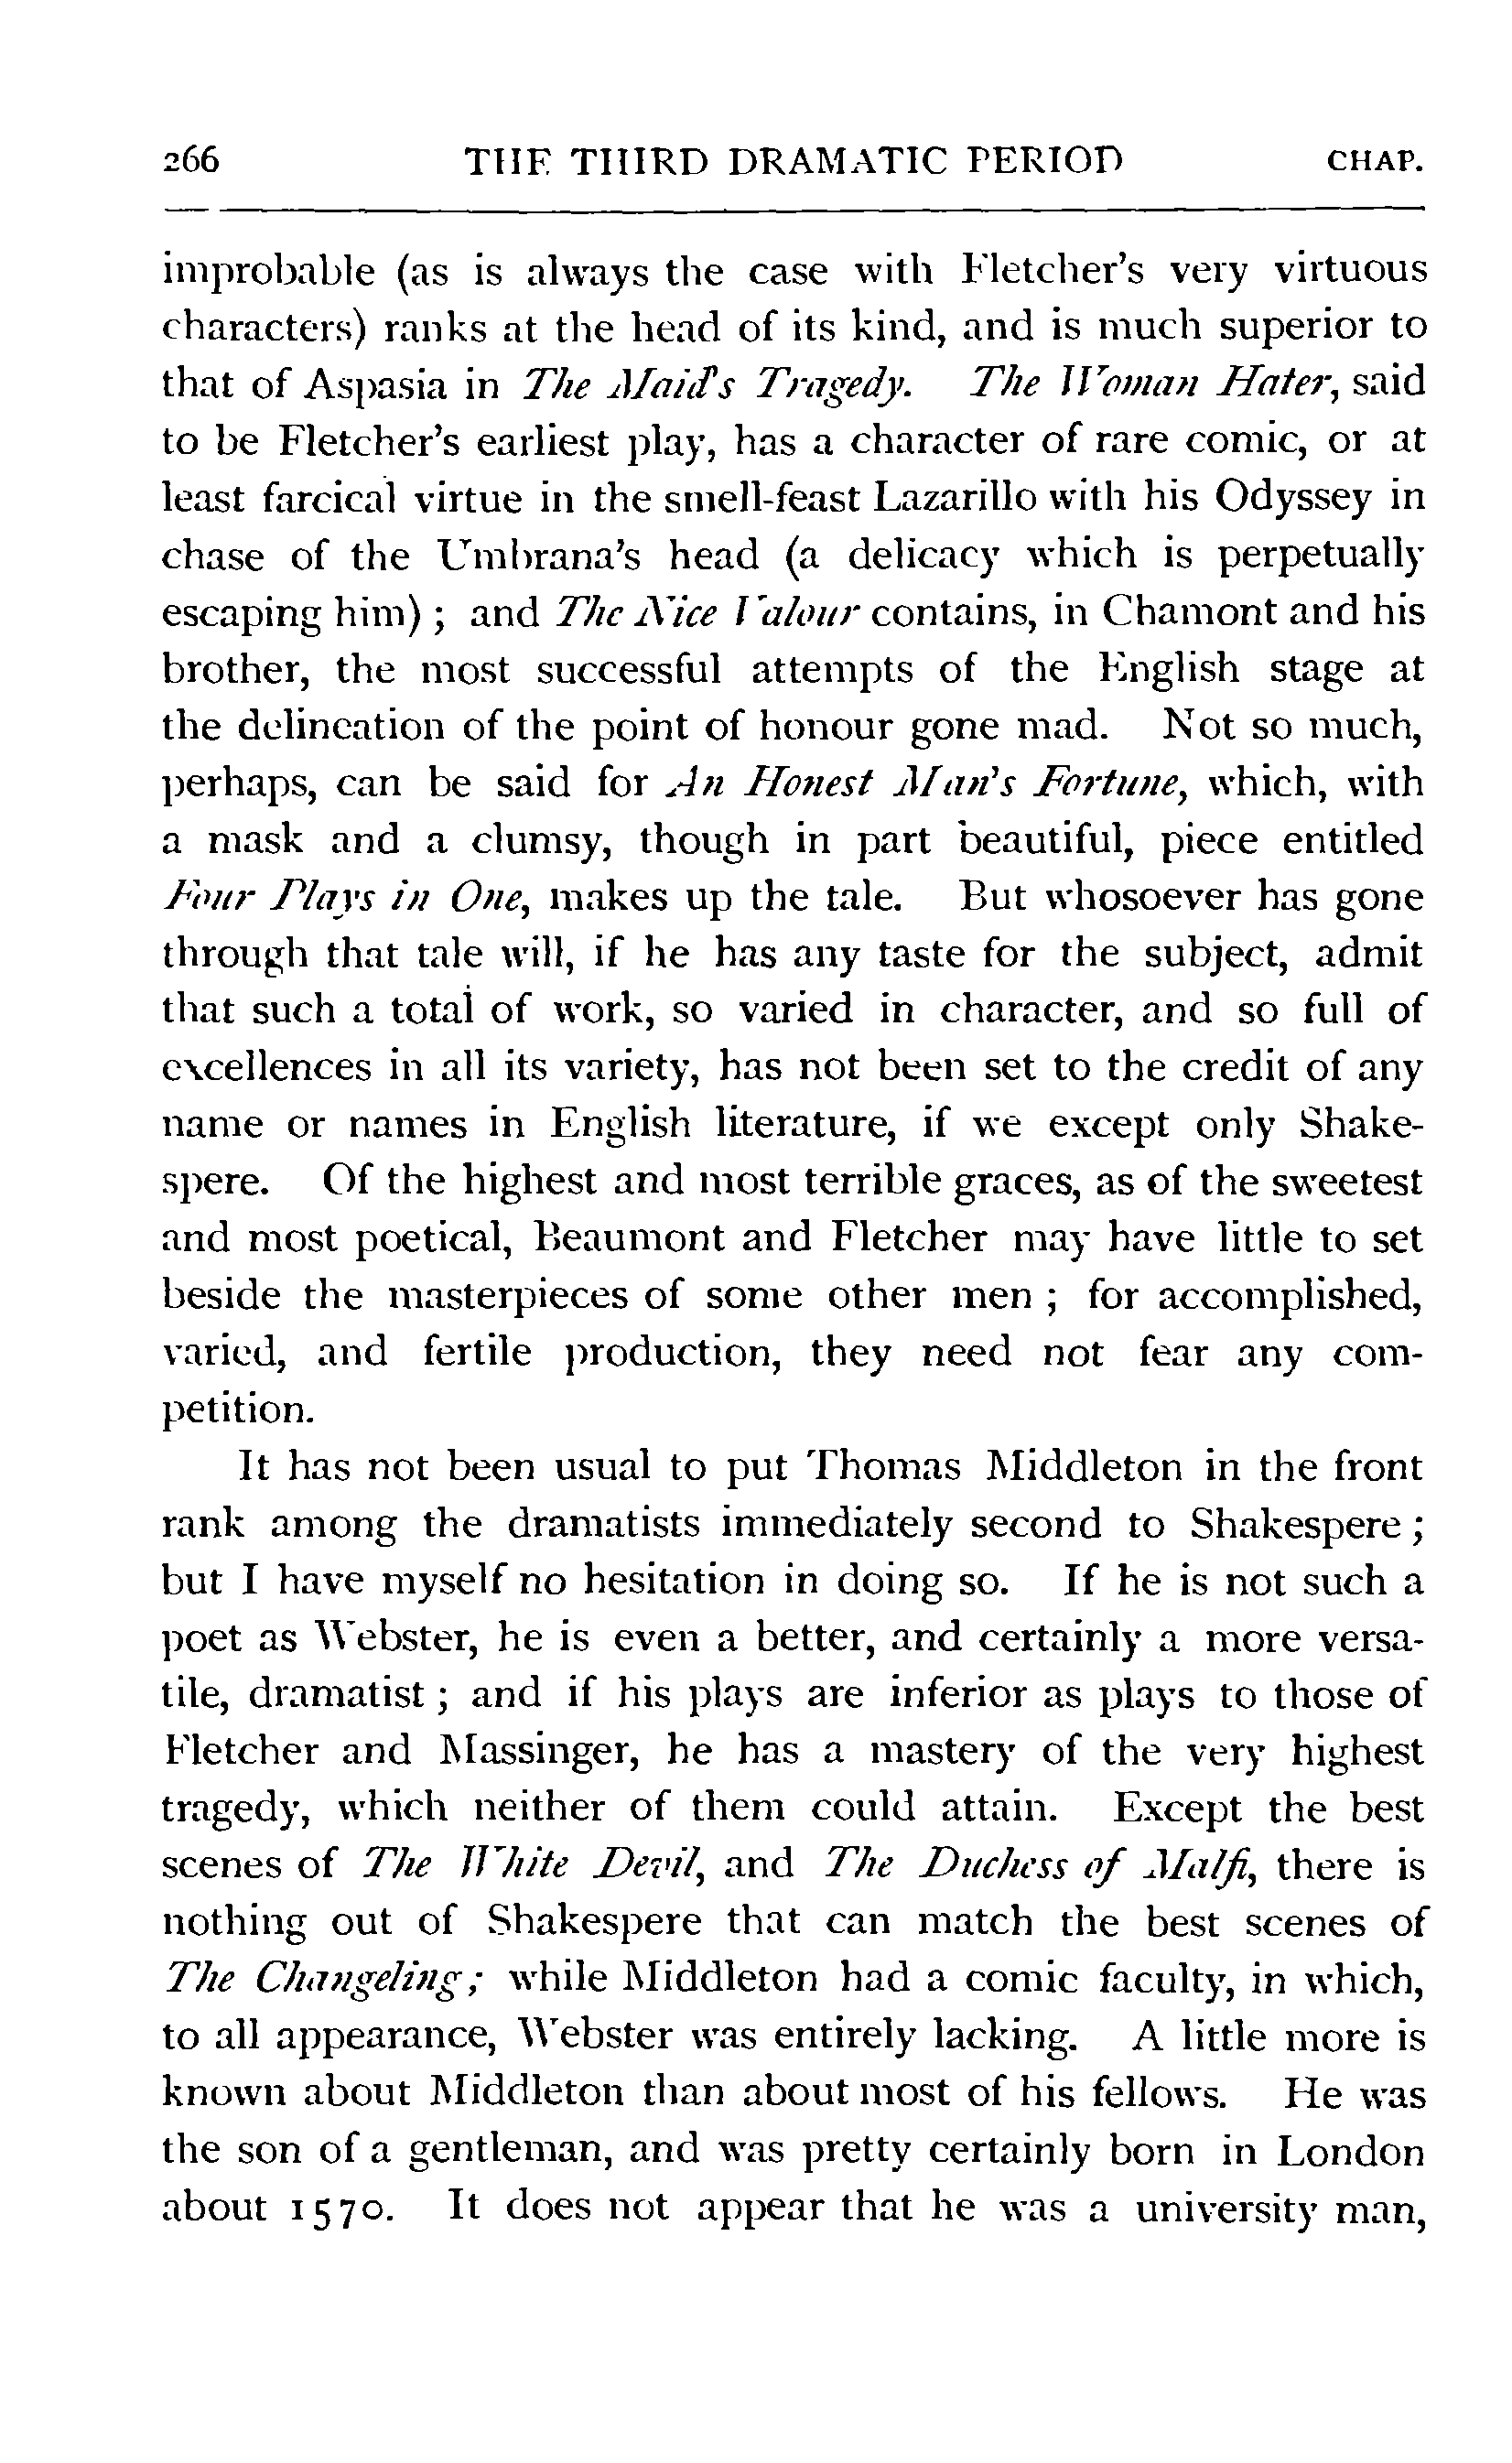 266 THE THIRD DRAMATIC PERIOD CHAP.
improbable (as is always the case with Fletcher's very virtuous
characters) ranks at the head of its kind, and is much superior to
that of Aspasia in The Maid's Tragedy. The Woman Hater, said
to be Fletcher's earliest play, has a character of rare comic, or at
least farcical virtue in the smell-feast Lazarillo with his Odyssey in
chase of the Umbrana's head (a delicacy which is perpetually
escaping him) ; and The Nice Valour contains, in Chamont and his
brother, the most successful attempts of the English stage at
the delineation of the point of honour gone mad. Not so much,
perhaps, can be said for An Honest Man's Fortune, which, with
a mask and a clumsy, though in part beautiful, piece entitled
Four Plays in One, makes up the tale. But whosoever has gone
through that tale will, if he has any taste for the subject, admit
that such a total of work, so varied in character, and so full of
excellences in all its variety, has not been set to the credit of any
name or names in English literature, if we except only Shake-
spere. Of the highest and most terrible graces, as of the sweetest
and most poetical, Beaumont and Fletcher may have little to set
beside the masterpieces of some other men ; for accomplished,
varied, and fertile production, they need not fear any com-
petition.
It has not been usual to put Thomas Middleton in the front
rank among the dramatists immediately second to Shakespere ;
but I have myself no hesitation in doing so. If he is not such a
poet as Webster, he is even a better, and certainly a more versa-
tile, dramatist ; and if his plays are inferior as plays to those of
Fletcher and Massinger, he has a mastery of the very highest
tragedy, which neither of them could attain. Except the best
scenes of The White Devil, and The Duchess of Malfi, there is
nothing out of Shakespere that can match the best scenes of
The Changeling ; while Middleton had a comic faculty, in which,
to all appearance, Webster was entirely lacking. A little more is
known about Middleton than about most of his fellows. He was
the son of a gentleman, and was pretty certainly born in London
about 1570. It does not appear that he was a university man,